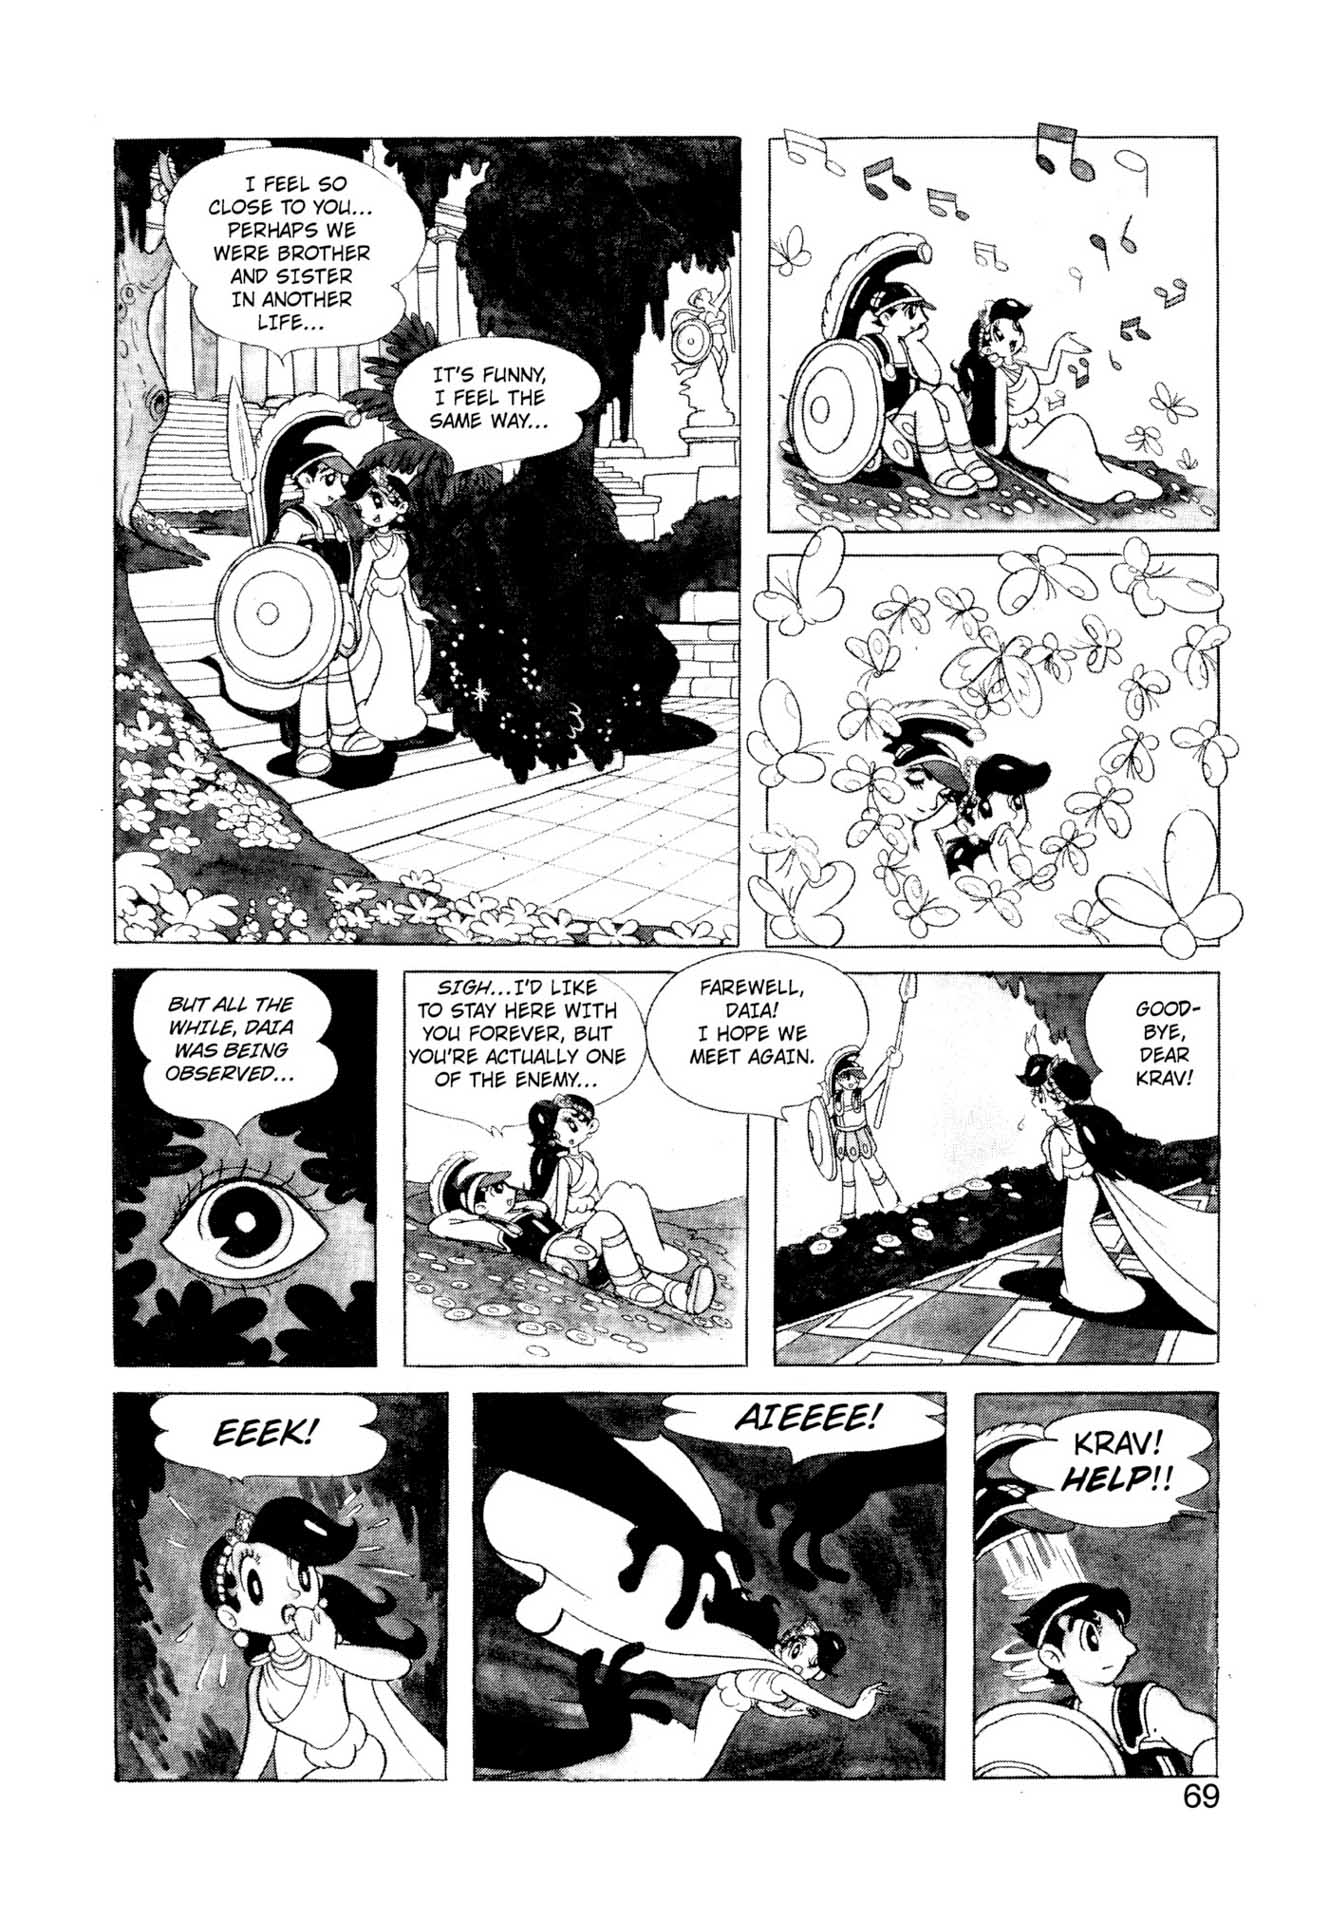 I FEEL SO
CLOSE TO YOU...
PERHAPS WE
WERE BROTHER
AND SISTER
IN ANOTHER
LIFE...
IT'S FUNNY,
I FEEL THE
SAME WAY...
BUT ALL THE
WHILE, DAIA
WAS BEING
OBSERVED...
SIGH...I'D LIKE
TO STAY HERE WITH
YOU FOREVER, BUT
YOU'RE ACTUALLY ONE
OF THE ENEMY...
FAREWELL,
DAIA!
I HOPE WE
MEET AGAIN.
GOOD-
BYE,
DEAR
KRAV!
EEEK!
AIEEEE!
KRAV!
HELP!!
69